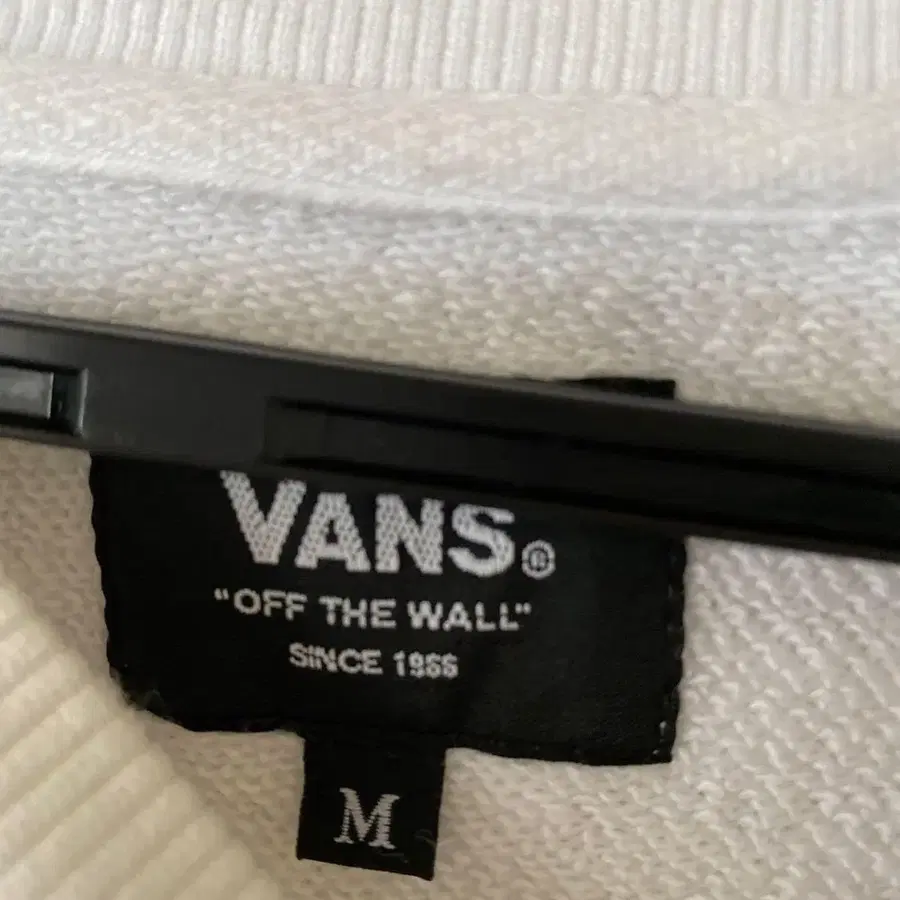 VANS®
"OFF THE WALL"
SINCE 1966
M